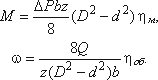 M = ΔPbz/8 (D² – d²) η_м,
ω = 8Q/z(D² – d²)b η_об.